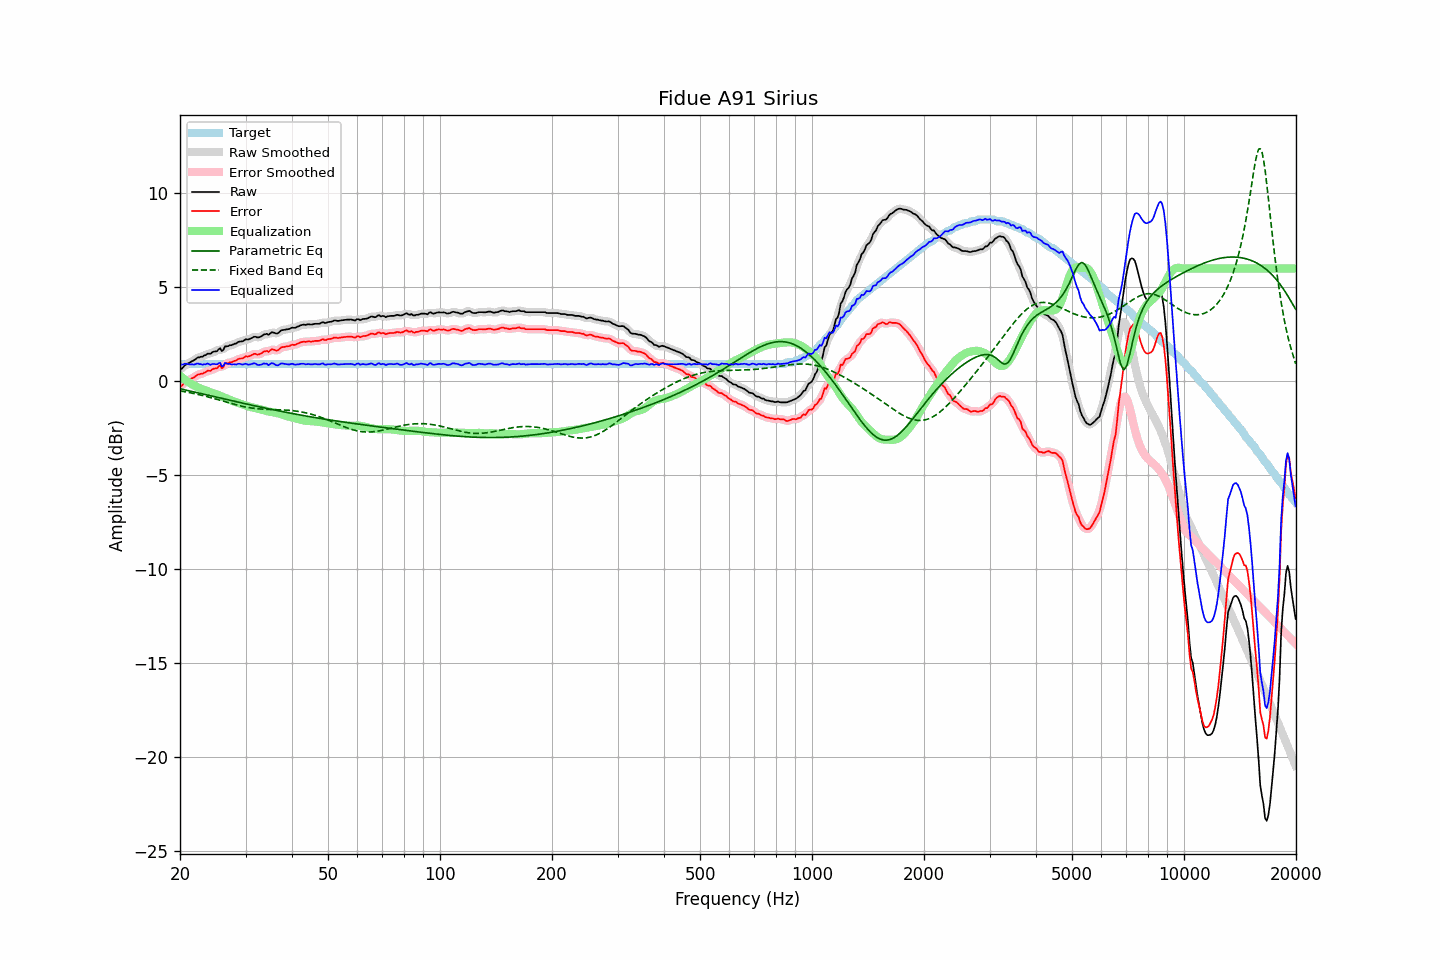 Fidue A91 Sirius
Target
Raw Smoothed
Error Smoothed
Raw
Error
Equalization
Parametric Eq
Fixed Band Eq
Equalized
10
5
0
−5
−10
−15
−20
−25
Amplitude (dBr)
20 50 100 200 500 1000 2000 5000 10000 20000
Frequency (Hz)